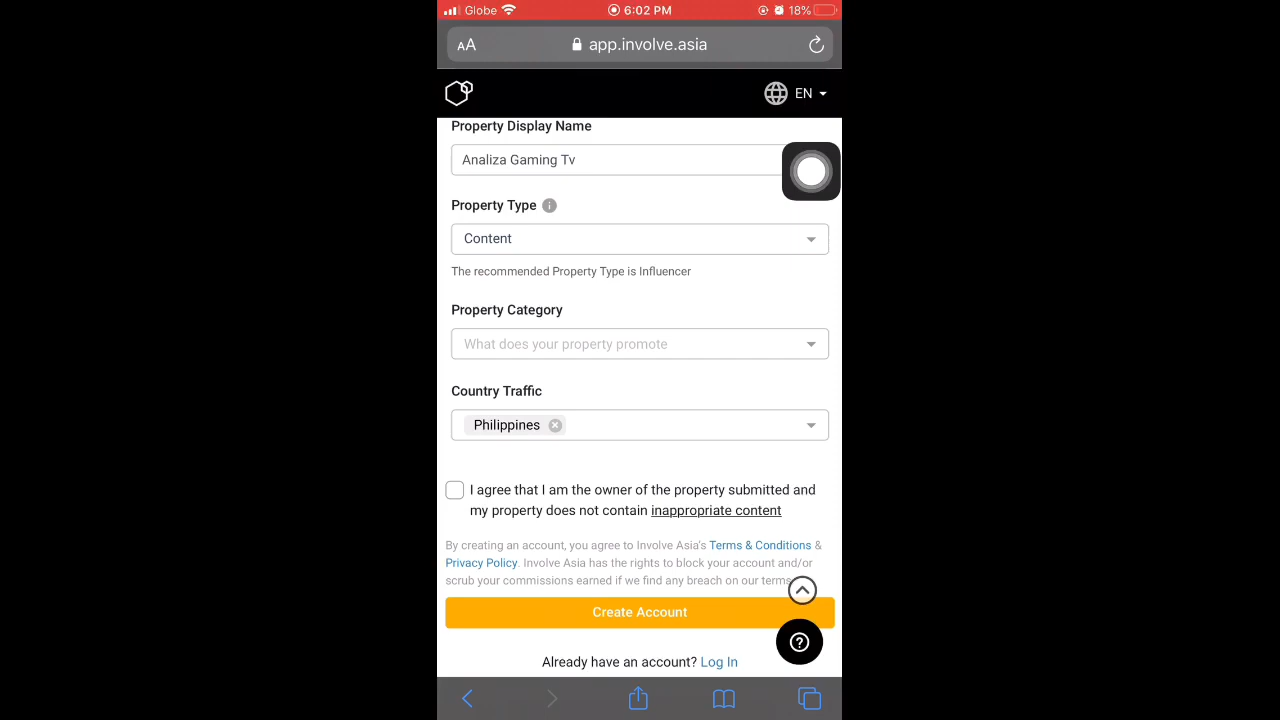 Globe 6:02 PM 18%
AA app.involve.asia
EN
Property Display Name
Analiza Gaming Tv
Property Type
Content
The recommended Property Type is Influencer
Property Category
What does your property promote
Country Traffic
Philippines
I agree that I am the owner of the property submitted and
my property does not contain inappropriate content
By creating an account, you agree to Involve Asia's Terms & Conditions &
Privacy Policy. Involve Asia has the rights to block your account and/or
scrub your commissions earned if we find any breach on our terms
Create Account
Already have an account? Log In